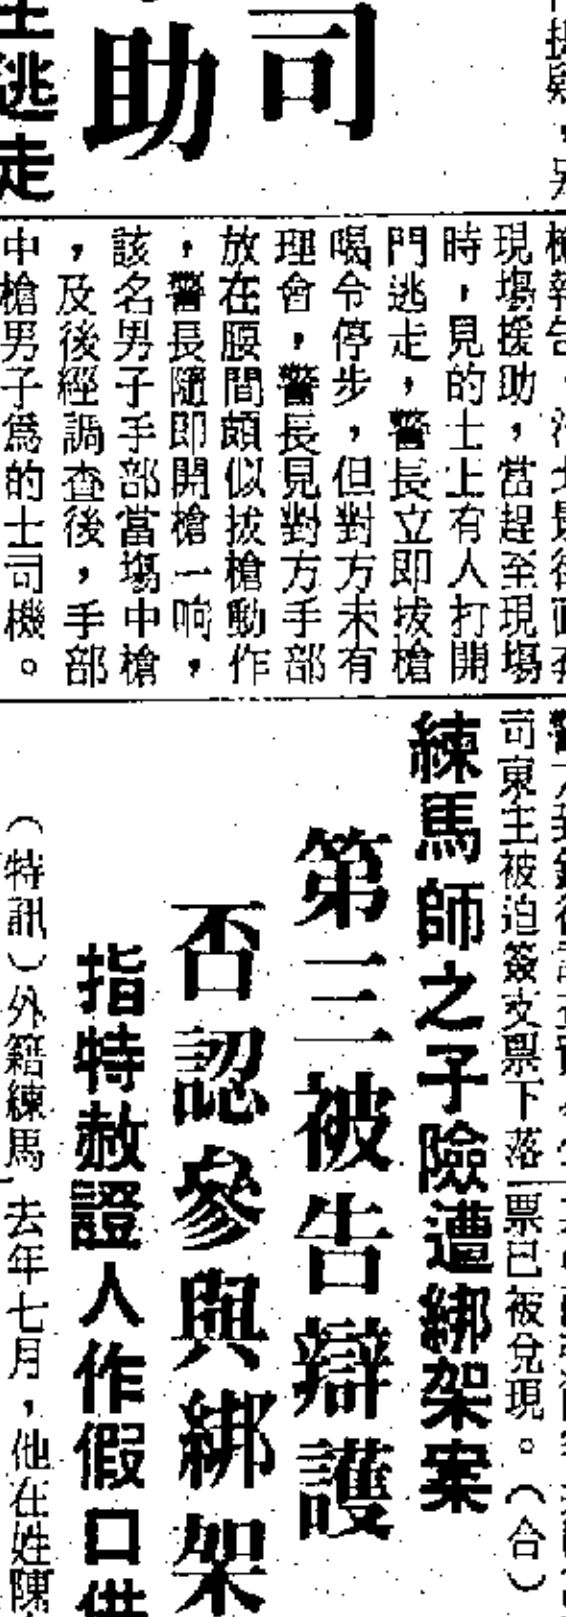 司
助
逃走
現場援助，當趕至現場
時，見的士上有人打開
門逃走，警長立即拔槍
喝令停步，但對方未有
理會，警長見對方手部
放在腰間頗似拔槍動作
，警長隨即開槍一响，
該名男子手部當場中槍
，及後經調查後，手部
中槍男子爲的士司機。
司東主被迫簽支票下落
票已被兌現。（合）
練馬師之子險遭綁架案
第三被告辯護
否認參與綁架
指特赦證人作假口供
（特訊）外籍練馬
去年七月，他在姓陳